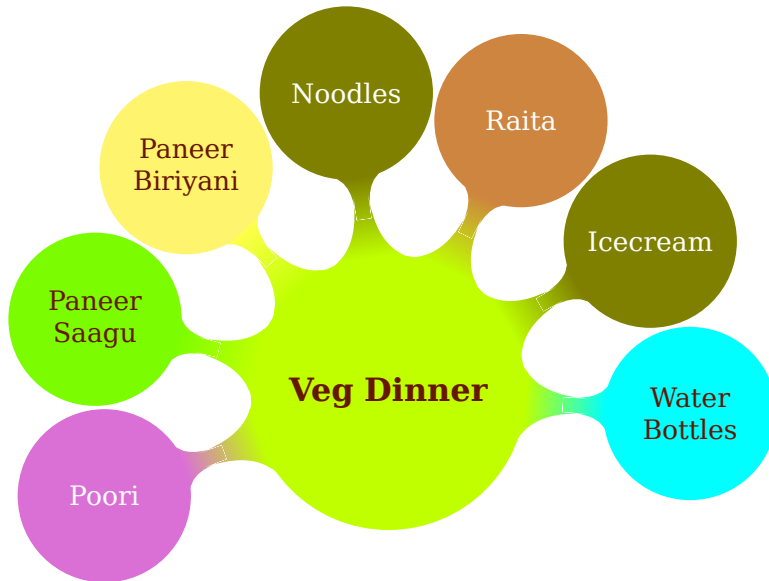 Noodles
Raita
Paneer
Biriyani
Icecream
Paneer
Saagu
Veg Dinner
Water
Bottles
Poori